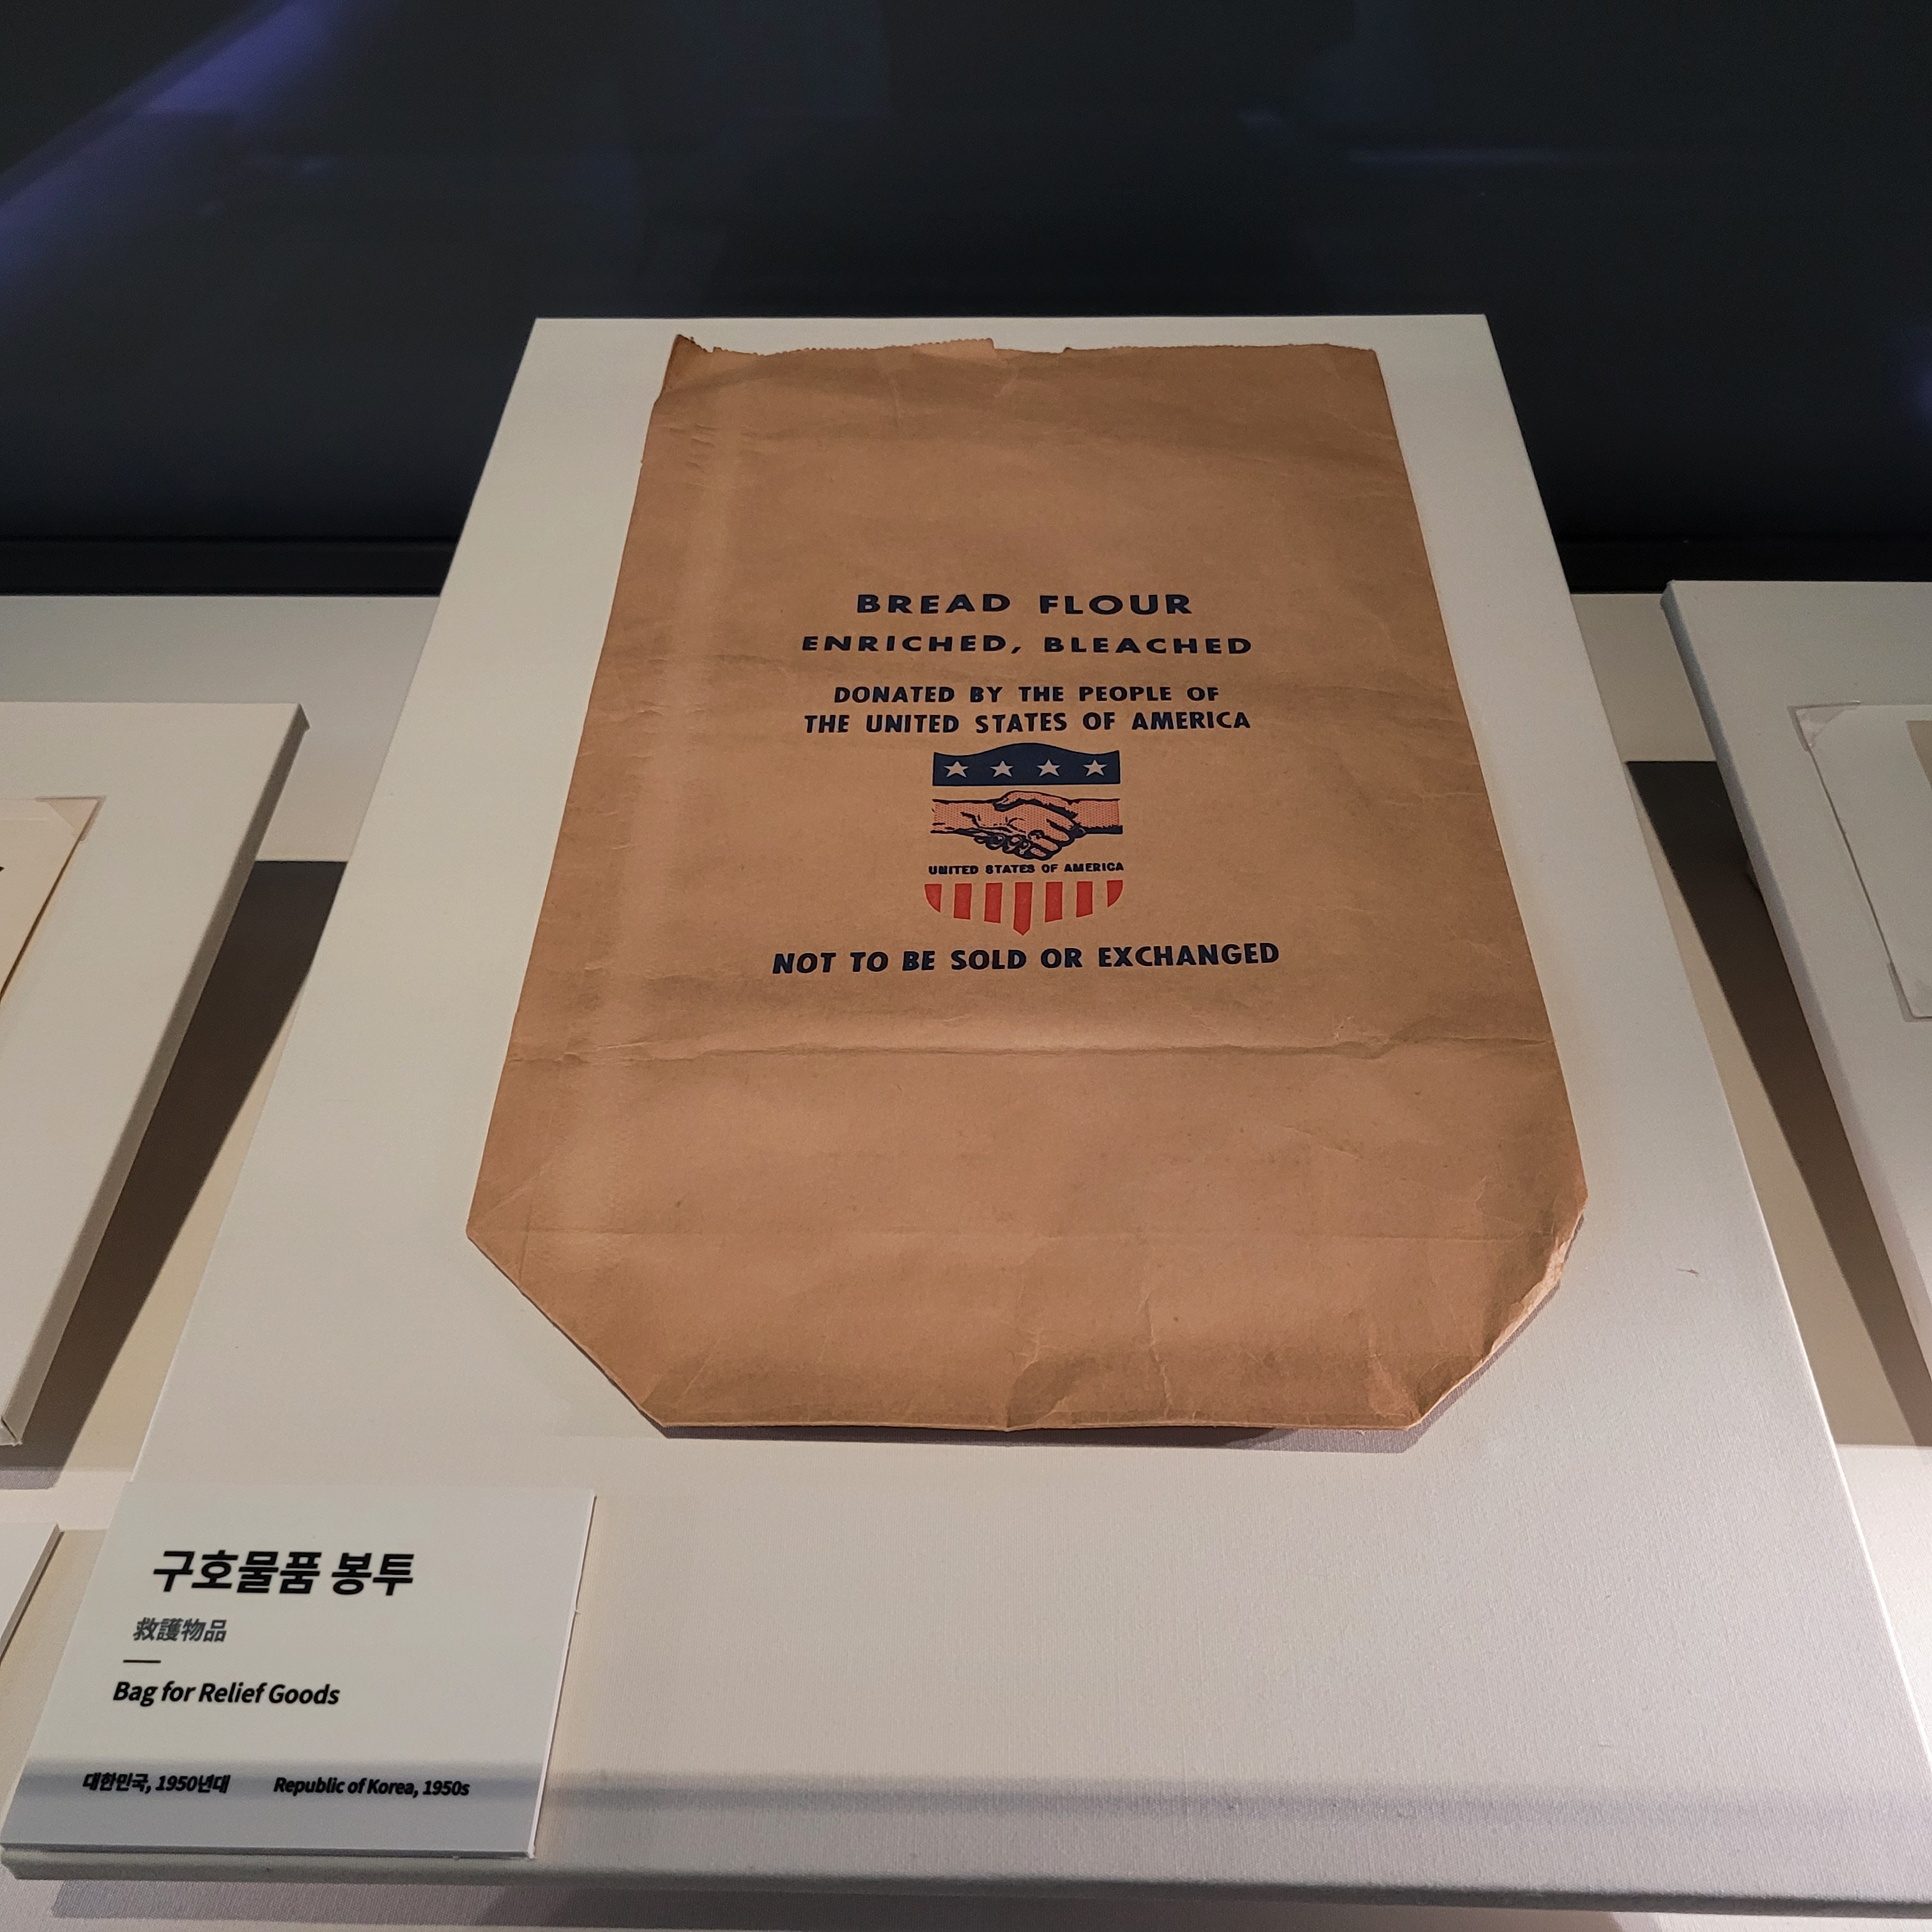 BREAD FLOUR
ENRICHED, BLEACHED
DONATED BY THE PEOPLE OF
THE UNITED STATES OF AMERICA
UNITED STATES OF AMERICA
NOT TO BE SOLD OR EXCHANGED
구호물품 봉투
救護物品
Bag for Relief Goods
대한민국, 1950년대 Republic of Korea, 1950s